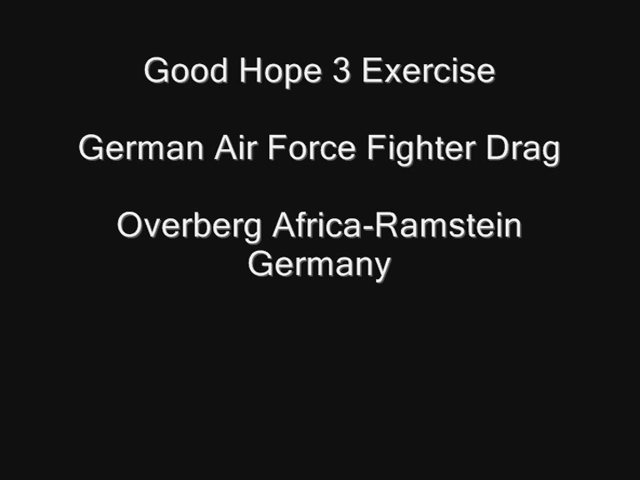 Good Hope 3 Exercise
German Air Force Fighter Drag
Overberg Africa-Ramstein
Germany